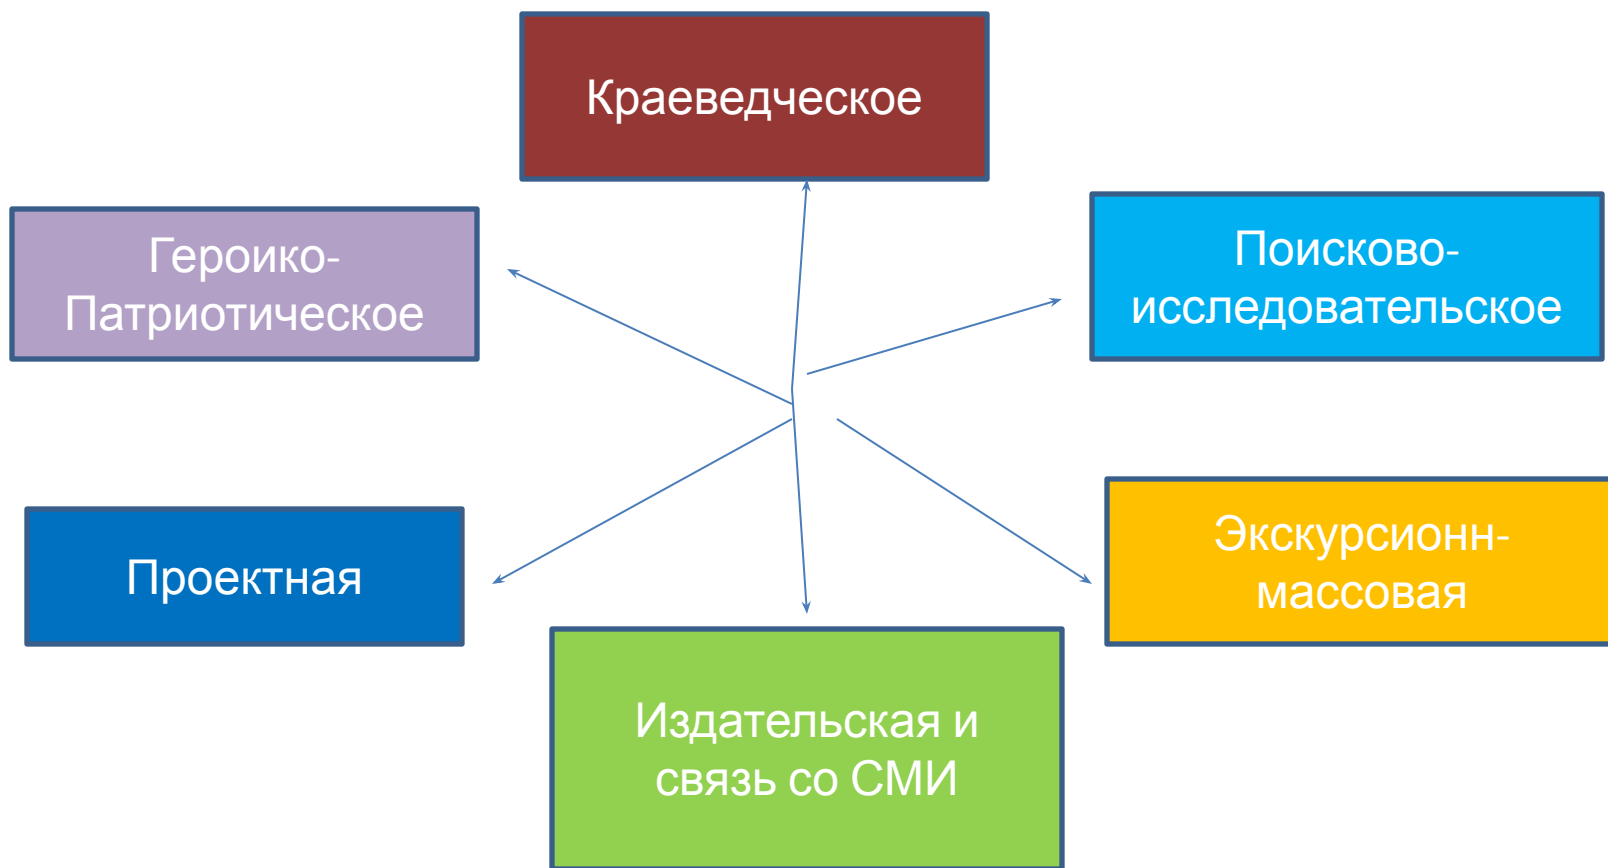 Краеведческое
Героико-
Патриотическое
Поисково-
исследовательское
Проектная
Экскурсионн-
массовая
Издательская и
связь со СМИ